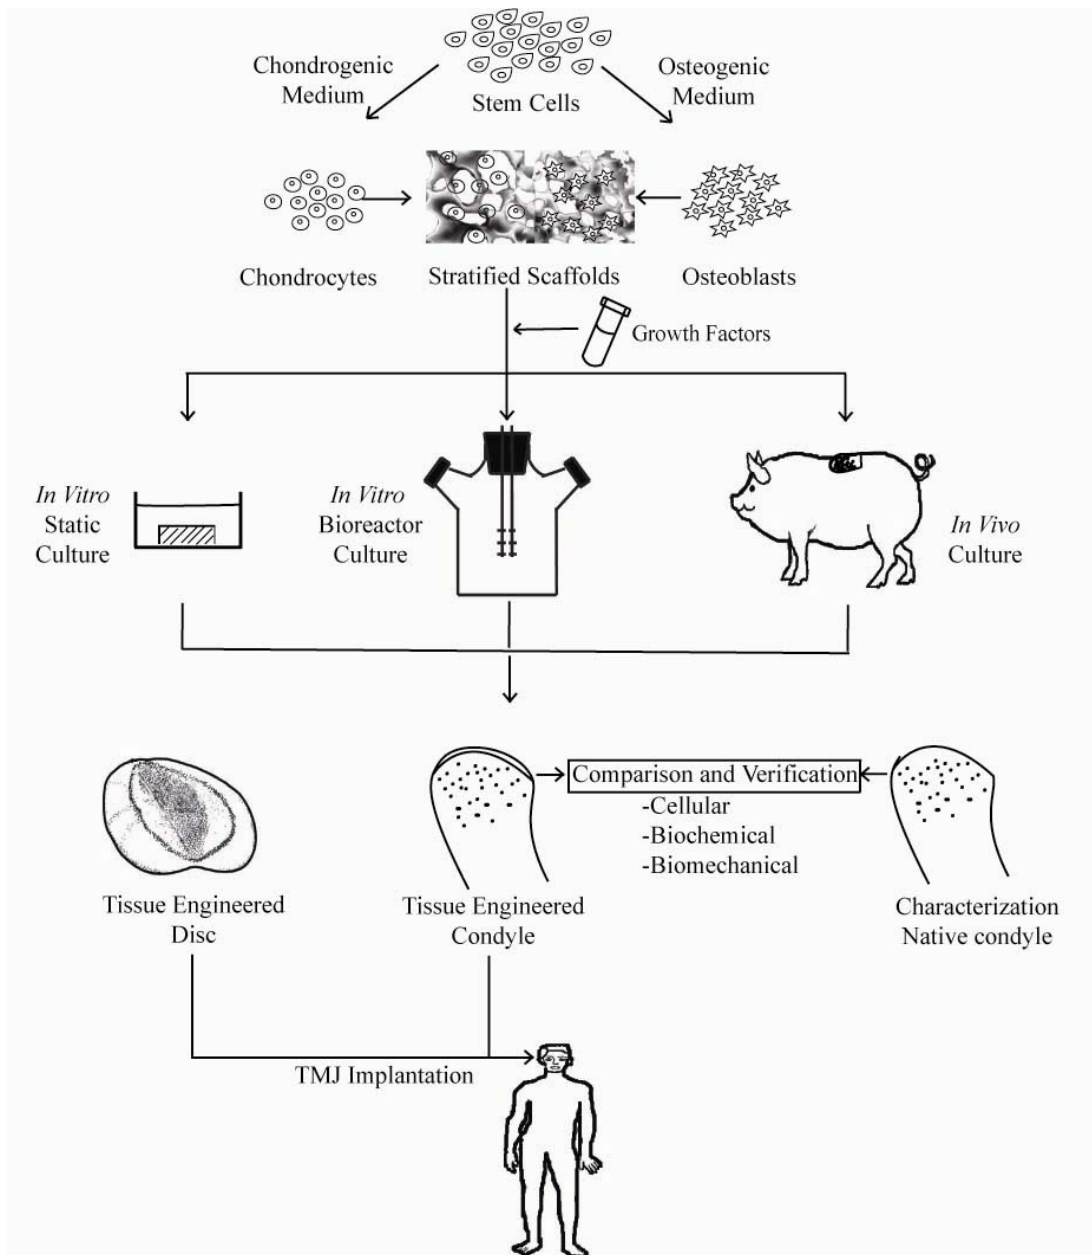 Chondrogenic
Medium
Stem Cells
Osteogenic
Medium
Chondrocytes
Stratified Scaffolds
Osteoblasts
Growth Factors
In Vitro
Static
Culture
In Vitro
Bioreactor
Culture
In Vivo
Culture
Comparison and Verification
-Cellular
-Biochemical
-Biomechanical
Tissue Engineered
Disc
Tissue Engineered
Condyle
Characterization
Native condyle
TMJ Implantation